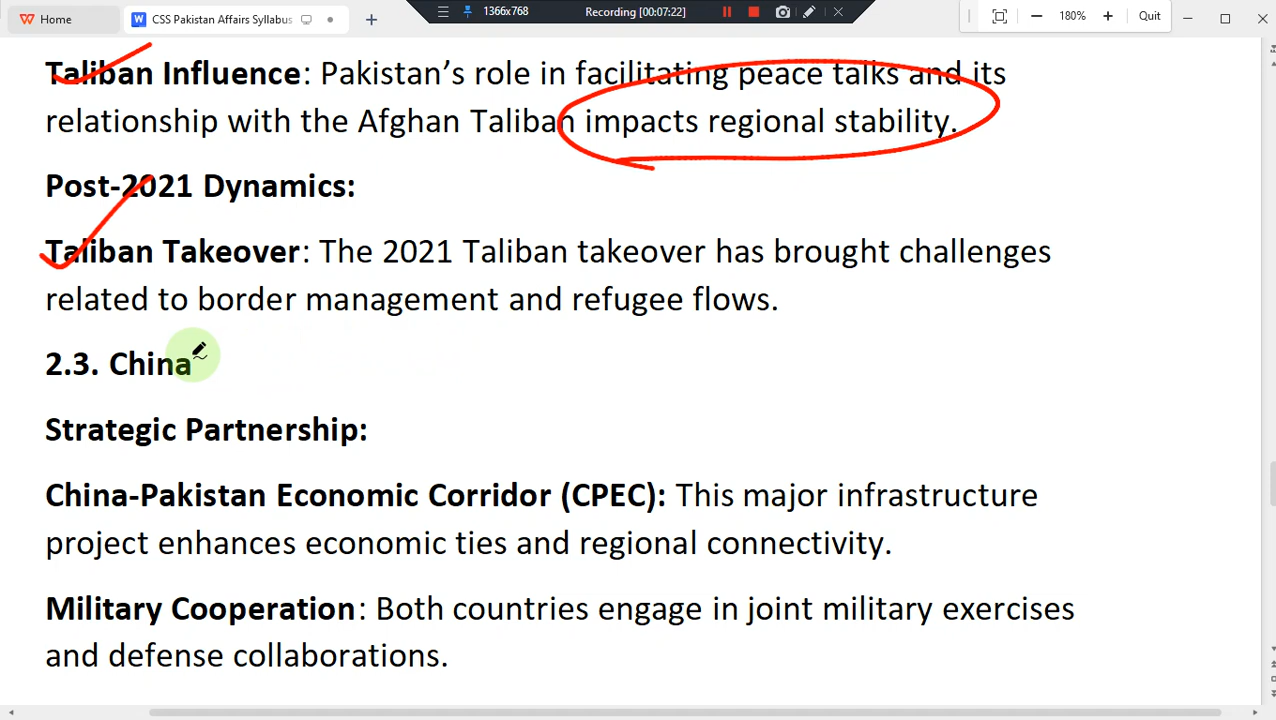 Home
CSS Pakistan Affairs Syllabus
1366x768
Recording [00:07:22]
180%
Quit
Taliban Influence: Pakistan’s role in facilitating peace talks and its
relationship with the Afghan Taliban impacts regional stability.
Post-2021 Dynamics:
Taliban Takeover: The 2021 Taliban takeover has brought challenges
related to border management and refugee flows.
2.3. China
Strategic Partnership:
China-Pakistan Economic Corridor (CPEC): This major infrastructure
project enhances economic ties and regional connectivity.
Military Cooperation: Both countries engage in joint military exercises
and defense collaborations.